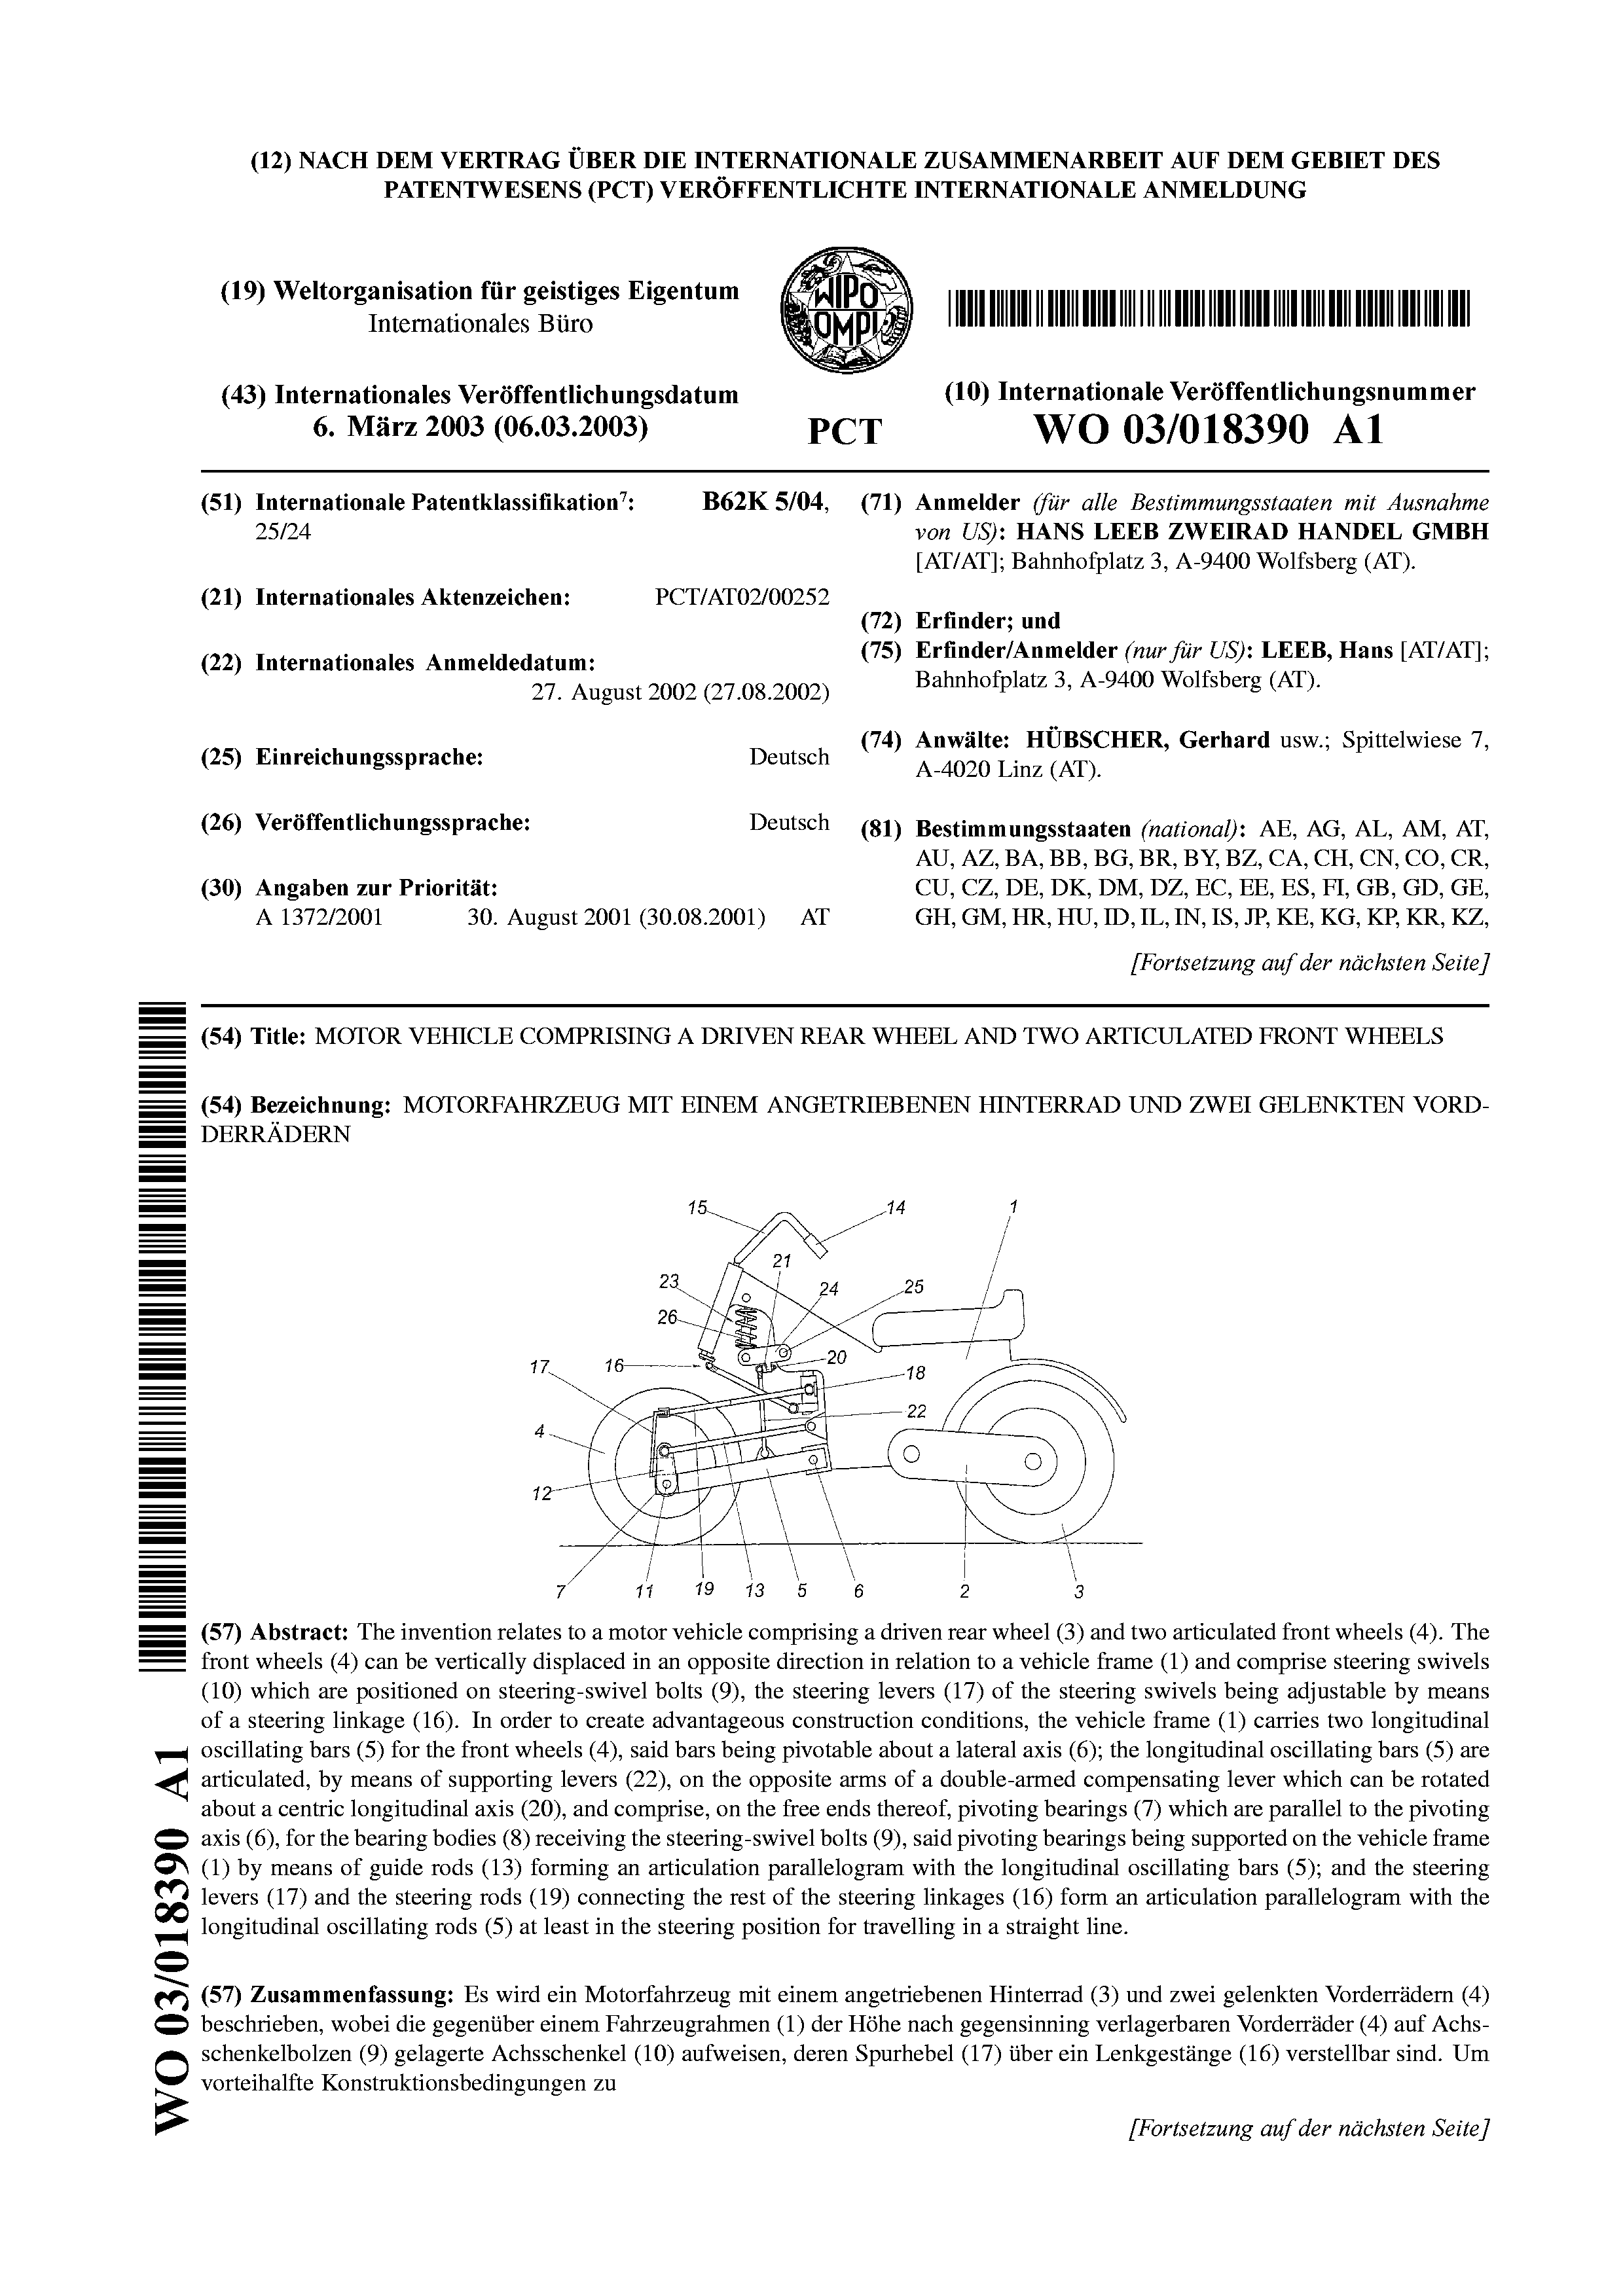 (12) NACH DEM VERTRAG ÜBER DIE INTERNATIONALE ZUSAMMENARBEIT AUF DEM GEBIET DES
PATENTWESENS (PCT) VERÖFFENTLICHTE INTERNATIONALE ANMELDUNG
(19) Weltorganisation für geistiges Eigentum
Internationales Büro
WIPO
OMPI
(43) Internationales Veröffentlichungsdatum
6. März 2003 (06.03.2003)
PCT
(10) Internationale Veröffentlichungsnummer
WO 03/018390 A1
(51) Internationale Patentklassifikation7: B62K 5/04,
25/24
(21) Internationales Aktenzeichen: PCT/AT02/00252
(22) Internationales Anmeldedatum:
27. August 2002 (27.08.2002)
(25) Einreichungssprache: Deutsch
(26) Veröffentlichungssprache: Deutsch
(30) Angaben zur Priorität:
A 1372/2001 30. August 2001 (30.08.2001) AT
(71) Anmelder (für alle Bestimmungsstaaten mit Ausnahme
von US): HANS LEEB ZWEIRAD HANDEL GMBH
[AT/AT]; Bahnhofplatz 3, A-9400 Wolfsberg (AT).
(72) Erfinder; und
(75) Erfinder/Anmelder (nur für US): LEEB, Hans [AT/AT];
Bahnhofplatz 3, A-9400 Wolfsberg (AT).
(74) Anwälte: HÜBSCHER, Gerhard usw.; Spittelwiese 7,
A-4020 Linz (AT).
(81) Bestimmungsstaaten (national): AE, AG, AL, AM, AT,
AU, AZ, BA, BB, BG, BR, BY, BZ, CA, CH, CN, CO, CR,
CU, CZ, DE, DK, DM, DZ, EC, EE, ES, FI, GB, GD, GE,
GH, GM, HR, HU, ID, IL, IN, IS, JP, KE, KG, KP, KR, KZ,
[Fortsetzung auf der nächsten Seite]
(54) Title: MOTOR VEHICLE COMPRISING A DRIVEN REAR WHEEL AND TWO ARTICULATED FRONT WHEELS
(54) Bezeichnung: MOTORFAHRZEUG MIT EINEM ANGETRIEBENEN HINTERRAD UND ZWEI GELENKTEN VORD-
DERRÄDERN
15 14 1
21
23 24 25
26
17 16 20
18
22
4
12
7 11 19 13 5 6 2 3
(57) Abstract: The invention relates to a motor vehicle comprising a driven rear wheel (3) and two articulated front wheels (4). The
front wheels (4) can be vertically displaced in an opposite direction in relation to a vehicle frame (1) and comprise steering swivels
(10) which are positioned on steering-swivel bolts (9), the steering levers (17) of the steering swivels being adjustable by means
of a steering linkage (16). In order to create advantageous construction conditions, the vehicle frame (1) carries two longitudinal
oscillating bars (5) for the front wheels (4), said bars being pivotable about a lateral axis (6); the longitudinal oscillating bars (5) are
articulated, by means of supporting levers (22), on the opposite arms of a double-armed compensating lever which can be rotated
about a centric longitudinal axis (20), and comprise, on the free ends thereof, pivoting bearings (7) which are parallel to the pivoting
axis (6), for the bearing bodies (8) receiving the steering-swivel bolts (9), said pivoting bearings being supported on the vehicle frame
(1) by means of guide rods (13) forming an articulation parallelogram with the longitudinal oscillating bars (5); and the steering
levers (17) and the steering rods (19) connecting the rest of the steering linkages (16) form an articulation parallelogram with the
longitudinal oscillating rods (5) at least in the steering position for travelling in a straight line.
(57) Zusammenfassung: Es wird ein Motorfahrzeug mit einem angetriebenen Hinterrad (3) und zwei gelenkten Vorderrädern (4)
beschrieben, wobei die gegenüber einem Fahrzeugrahmen (1) der Höhe nach gegensinning verlagerbaren Vorderräder (4) auf Achs-
schenkelbolzen (9) gelagerte Achsschenkel (10) aufweisen, deren Spurhebel (17) über ein Lenkgestänge (16) verstellbar sind. Um
vorteihalfte Konstruktionsbedingungen zu
[Fortsetzung auf der nächsten Seite]
WO 03/018390 A1